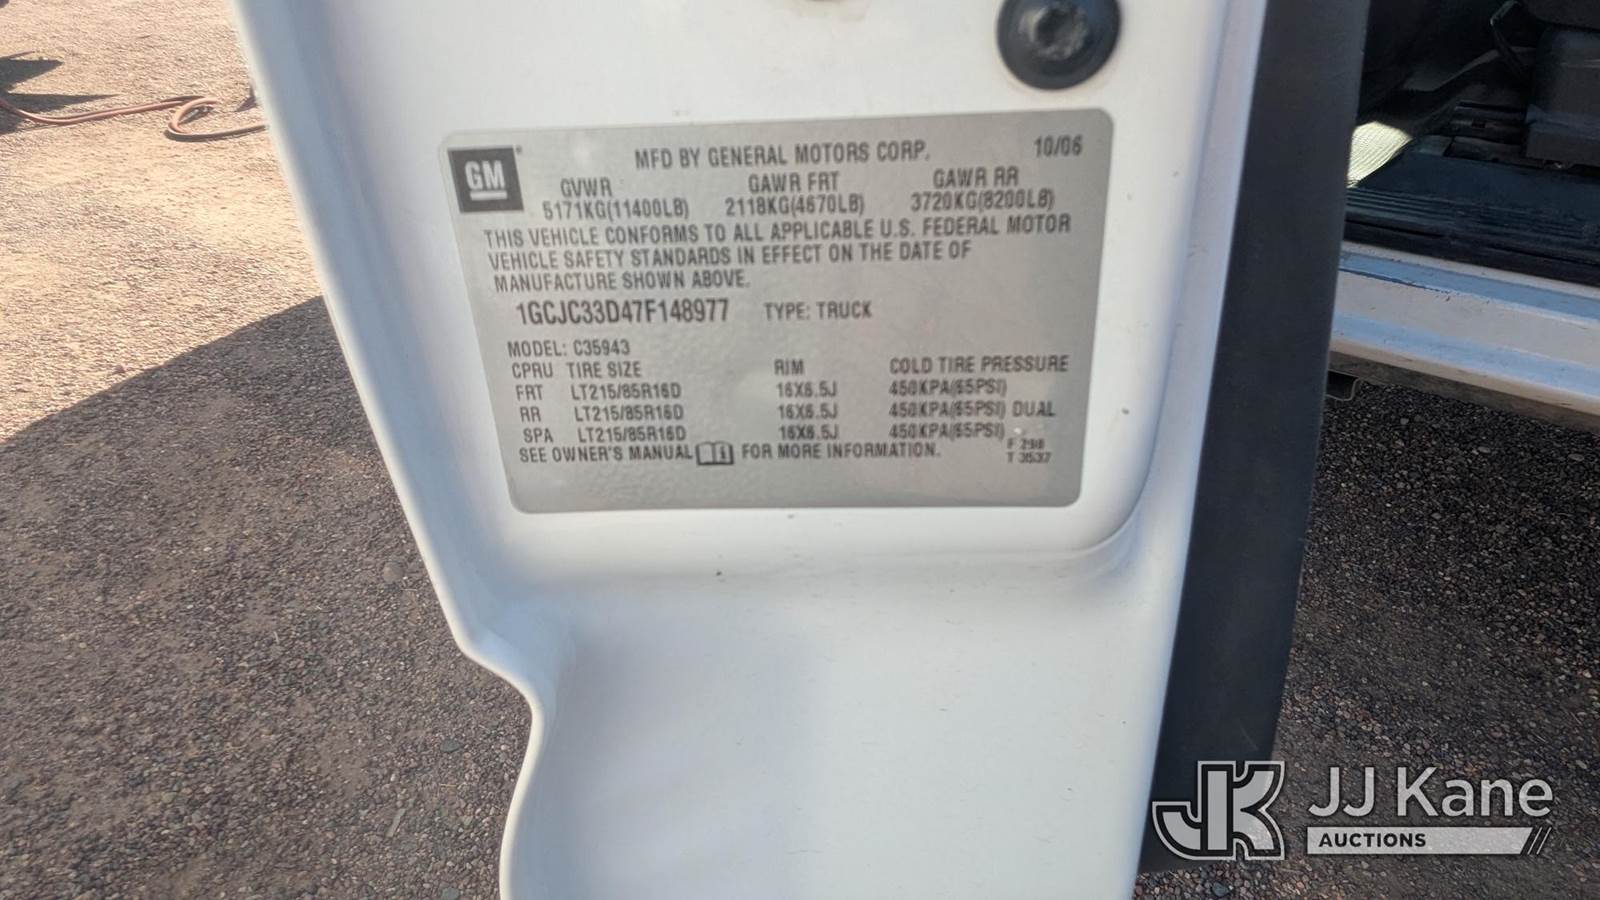 GM
MFD BY GENERAL MOTORS CORP. 10/06
GVWR GAWR FRT GAWR RR
5171KG(11400LB) 2118KG(4670LB) 3720KG(8200LB)
THIS VEHICLE CONFORMS TO ALL APPLICABLE U.S. FEDERAL MOTOR
VEHICLE SAFETY STANDARDS IN EFFECT ON THE DATE OF
MANUFACTURE SHOWN ABOVE.
1GCJC33D47F148977 TYPE: TRUCK
MODEL: C35943
CPRU TIRE SIZE RIM COLD TIRE PRESSURE
FRT LT215/85R16D 16X6.5J 450KPA(65PSI)
RR LT215/85R16D 16X6.5J 450KPA(65PSI) DUAL
SPA LT215/85R16D 16X6.5J 450KPA(65PSI)
SEE OWNER'S MANUAL FOR MORE INFORMATION.
F 298
T 3537
JK JJ Kane
AUCTIONS